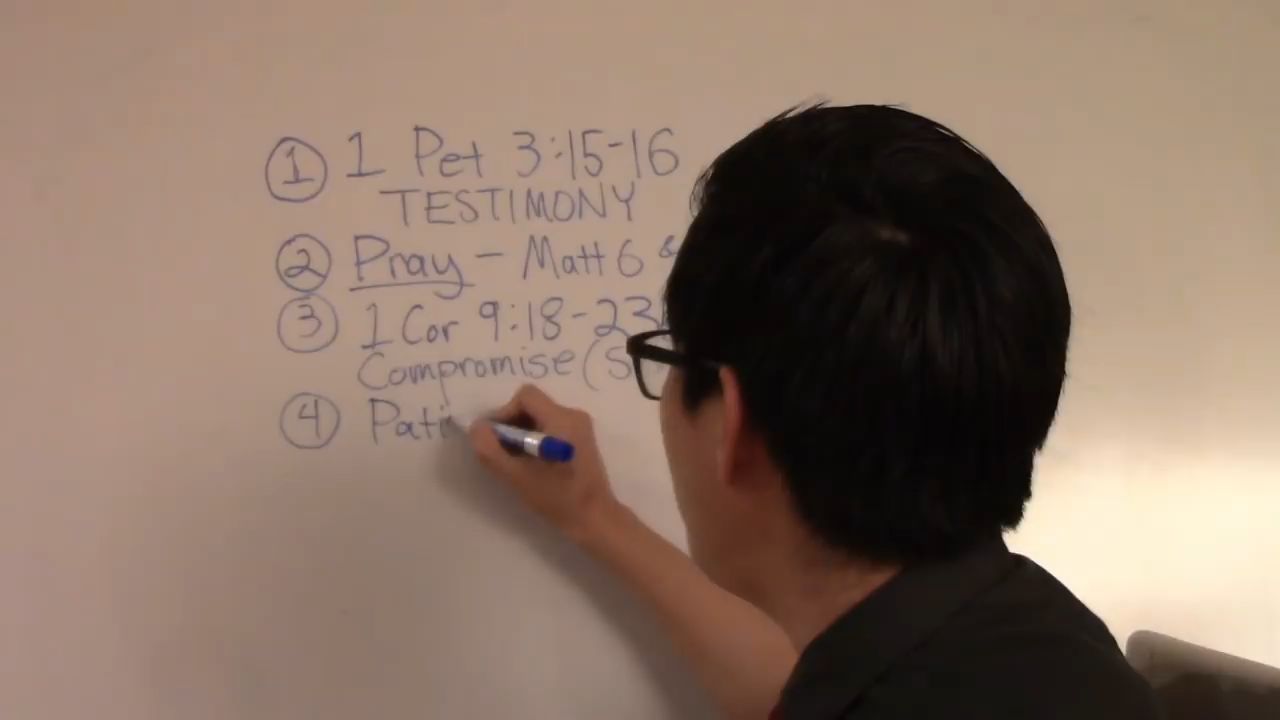 ① 1 Pet 3:15-16
TESTIMONY
② Pray - Matt 6 &
③ 1 Cor 9:18-23
Compromise (S
④ Pati